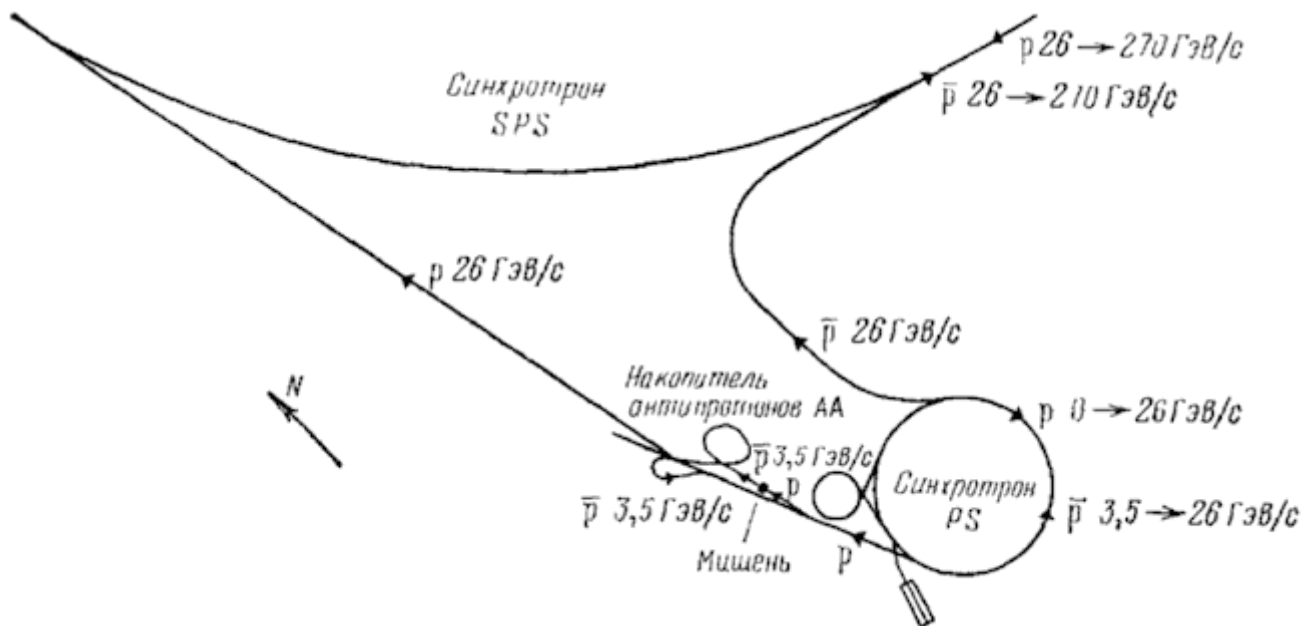 p 26 → 270 ГэВ/с
p̅ 26 → 270 ГэВ/с
Синхротрон
SPS
p 26 ГэВ/с
p̅ 26 ГэВ/с
N
Накопитель
антипротонов АА
p 0 → 26 ГэВ/с
p̅ 3,5 ГэВ/с
p
Синхротрон
PS
p̅ 3,5 ГэВ/с
p̅ 3,5 → 26 ГэВ/с
Мишень
p